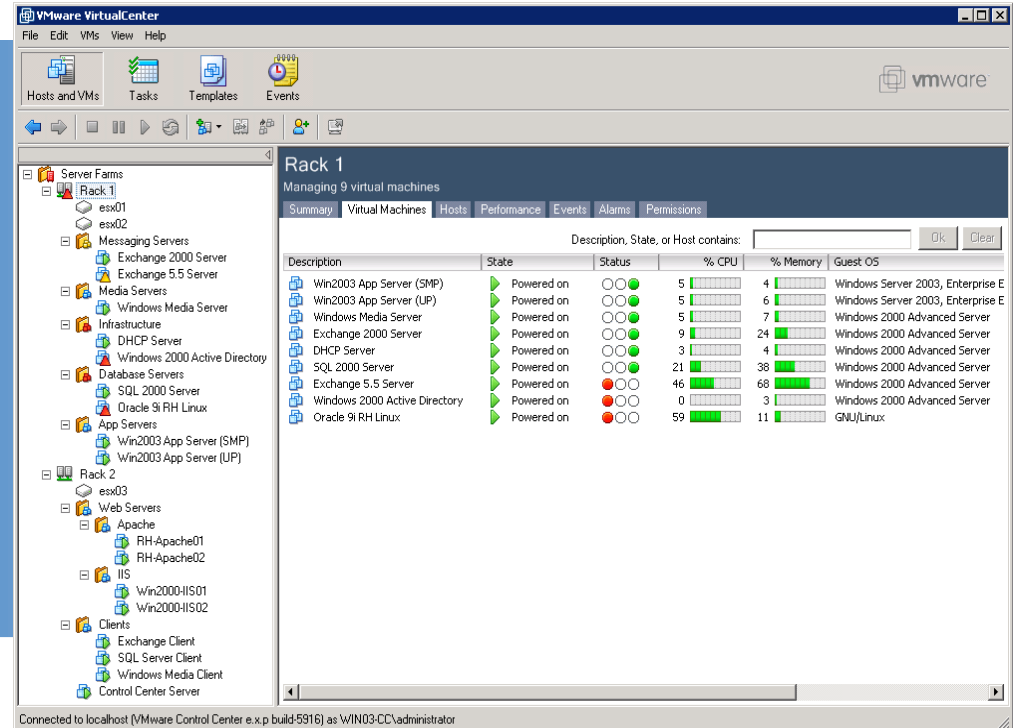 VMware VirtualCenter
File Edit VMs View Help
Hosts and VMs Tasks Templates Events
vmware
Server Farms
Rack 1
esx01
esx02
Messaging Servers
Exchange 2000 Server
Exchange 5.5 Server
Media Servers
Windows Media Server
Infrastructure
DHCP Server
Windows 2000 Active Directory
Database Servers
SQL 2000 Server
Oracle 9i RH Linux
App Servers
Win2003 App Server (SMP)
Win2003 App Server (UP)
Rack 2
esx03
Web Servers
Apache
RH-Apache01
RH-Apache02
IIS
Win2000-IIS01
Win2000-IIS02
Clients
Exchange Client
SQL Server Client
Windows Media Client
Control Center Server
Rack 1
Managing 9 virtual machines
Summary Virtual Machines Hosts Performance Events Alarms Permissions
Description, State, or Host contains: Ok Clear
Description State Status % CPU % Memory Guest OS
Win2003 App Server (SMP) Powered on 5 4 Windows Server 2003, Enterprise E
Win2003 App Server (UP) Powered on 5 6 Windows Server 2003, Enterprise E
Windows Media Server Powered on 5 7 Windows 2000 Advanced Server
Exchange 2000 Server Powered on 9 24 Windows 2000 Advanced Server
DHCP Server Powered on 3 4 Windows 2000 Advanced Server
SQL 2000 Server Powered on 21 38 Windows 2000 Advanced Server
Exchange 5.5 Server Powered on 46 68 Windows 2000 Advanced Server
Windows 2000 Active Directory Powered on 0 3 Windows 2000 Advanced Server
Oracle 9i RH Linux Powered on 59 11 GNU/Linux
Connected to localhost (VMware Control Center e.x.p build-5916) as WIN03-CC\administrator